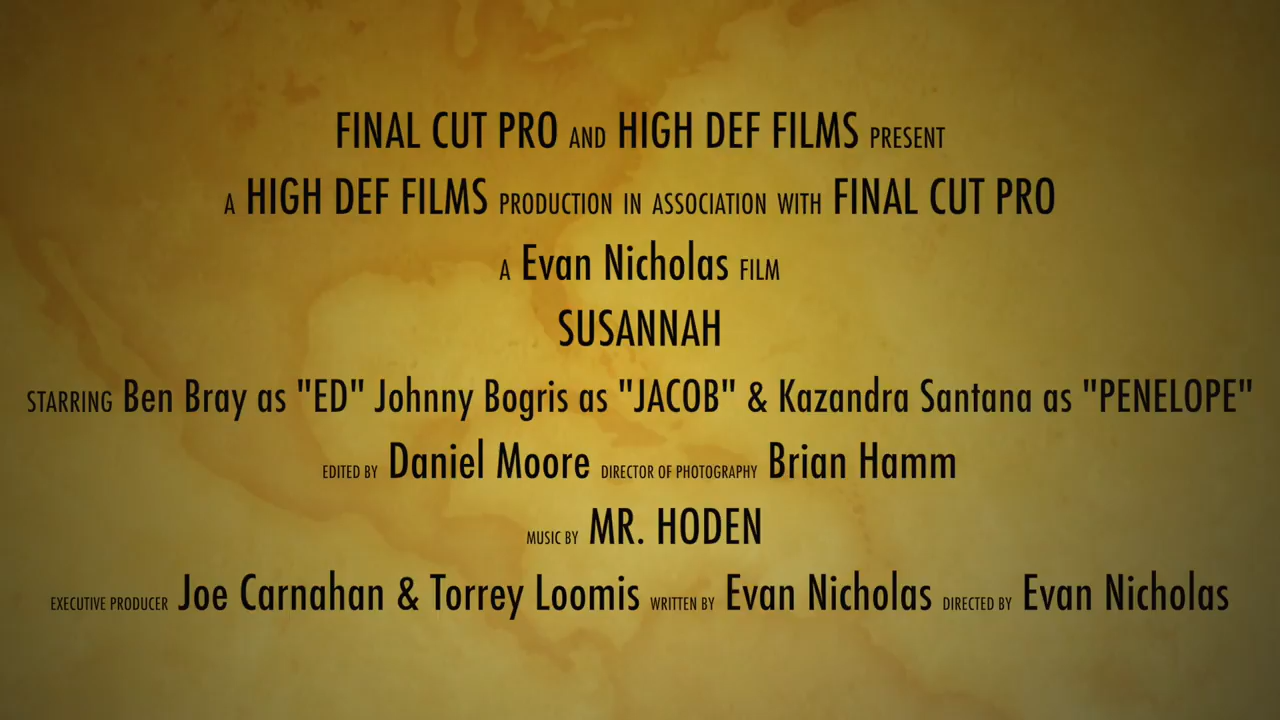 FINAL CUT PRO AND HIGH DEF FILMS PRESENT
A HIGH DEF FILMS PRODUCTION IN ASSOCIATION WITH FINAL CUT PRO
A Evan Nicholas FILM
SUSANNAH
STARRING Ben Bray as "ED" Johnny Bogris as "JACOB" & Kazandra Santana as "PENELOPE"
EDITED BY Daniel Moore DIRECTOR OF PHOTOGRAPHY Brian Hamm
MUSIC BY MR. HODEN
EXECUTIVE PRODUCER Joe Carnahan & Torrey Loomis WRITTEN BY Evan Nicholas DIRECTED BY Evan Nicholas